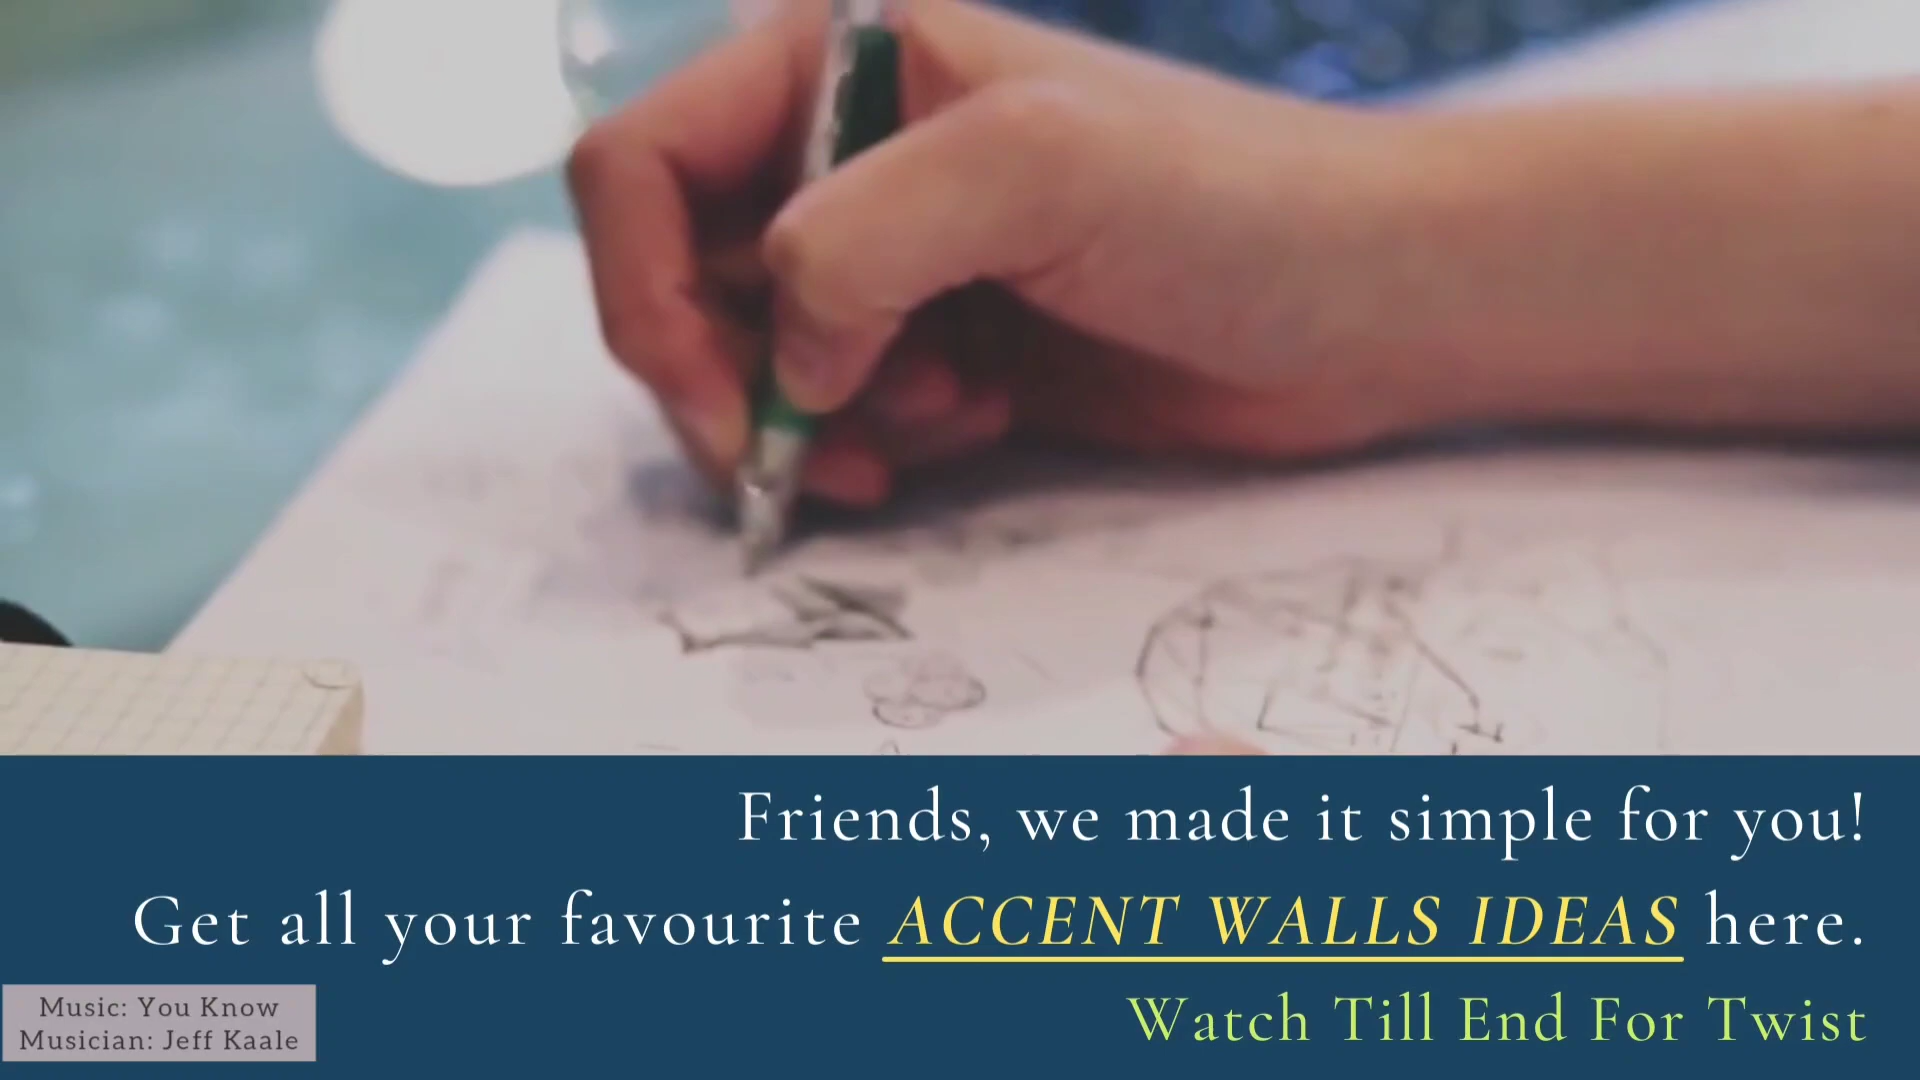 Friends, we made it simple for you!
Get all your favourite ACCENT WALLS IDEAS here.
Watch Till End For Twist
Music: You Know
Musician: Jeff Kaale